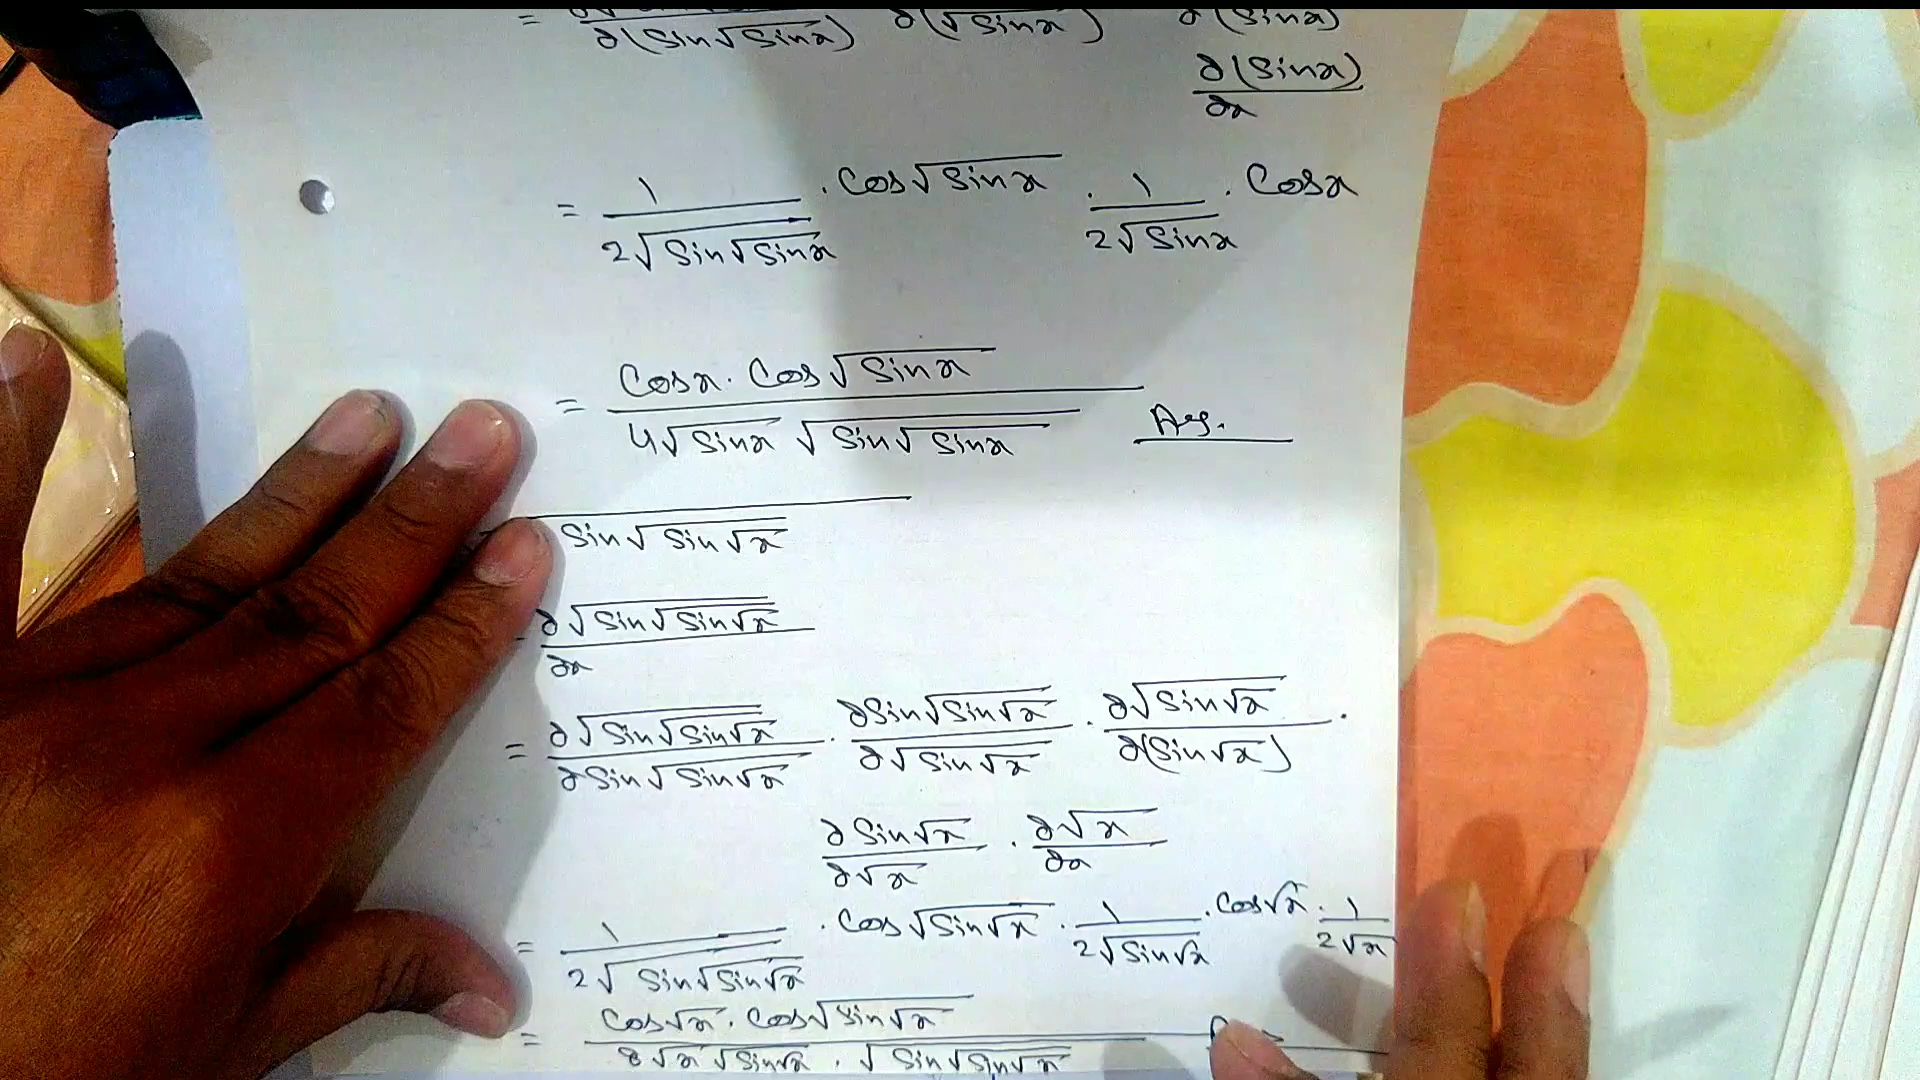 = ∂(Sin√Sinx) ∂(√Sinx) ∂(Sinx)
∂(Sinx)/∂x
= 1/2√Sin√Sinx . Cos√Sinx . 1/2√Sinx . Cosx
= Cosx . Cos√Sinx / 4√Sinx √Sin√Sinx Ans.
√Sin√Sin√x
∂√Sin√Sin√x / ∂x
= ∂√Sin√Sin√x / ∂Sin√Sin√x . ∂Sin√Sin√x / ∂√Sin√x . ∂√Sin√x / ∂(Sin√x) .
∂Sin√x / ∂√x . ∂√x / ∂x
= 1/2√Sin√Sin√x . Cos√Sin√x . 1/2√Sin√x . Cos√x . 1/2√x
= Cos√x . Cos√Sin√x / 8√x √Sin√x . √Sin√Sin√x